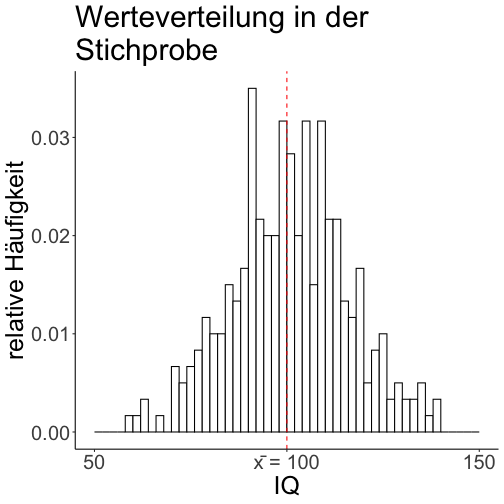 Werteverteilung in der
Stichprobe
relative Häufigkeit
0.03
0.02
0.01
0.00
50
x̄ = 100
150
IQ